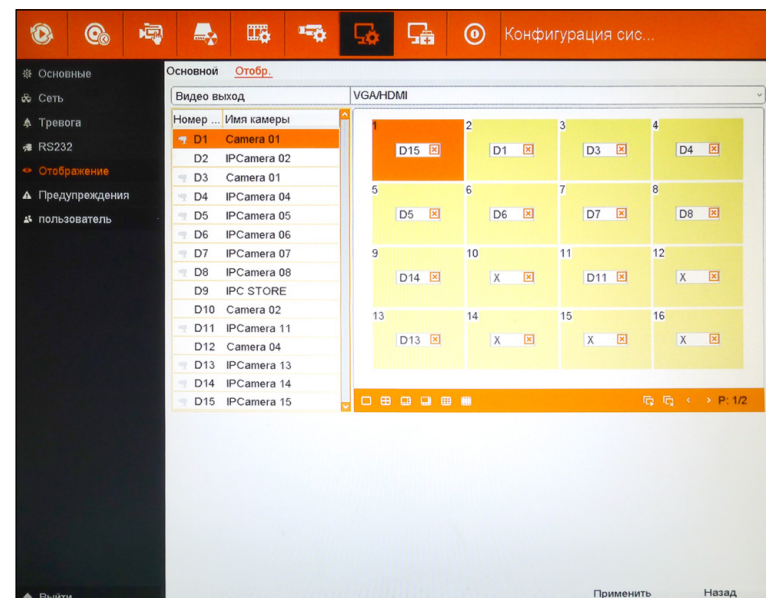 Конфигурация сис...
Основные
Сеть
Тревога
RS232
Отображение
Предупреждения
пользователь
Выйти
Основной Отобр.
Видео выход VGA/HDMI
Номер ... Имя камеры
D1 Camera 01
D2 IPCamera 02
D3 Camera 01
D4 IPCamera 04
D5 IPCamera 05
D6 IPCamera 06
D7 IPCamera 07
D8 IPCamera 08
D9 IPC STORE
D10 Camera 02
D11 IPCamera 11
D12 Camera 04
D13 IPCamera 13
D14 IPCamera 14
D15 IPCamera 15
1 2 3 4
D15 D1 D3 D4
5 6 7 8
D5 D6 D7 D8
9 10 11 12
D14 X D11 X
13 14 15 16
D13 X X X
P: 1/2
Применить Назад